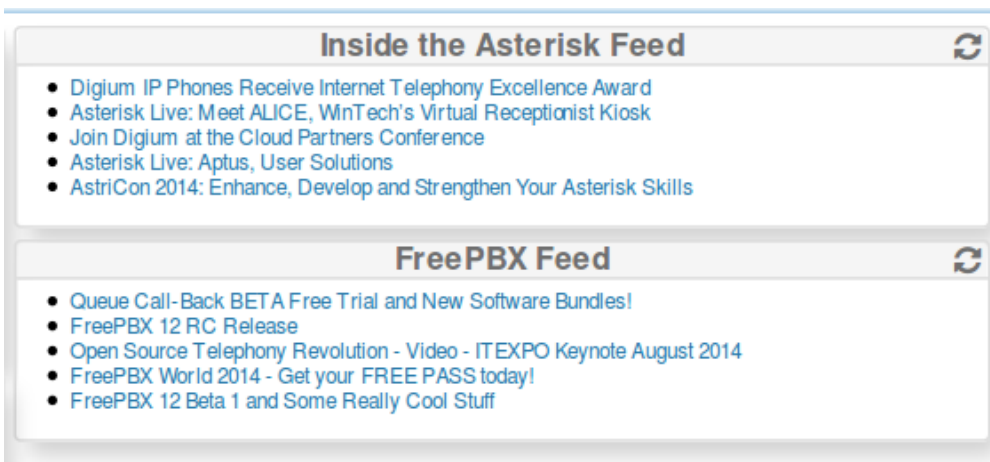 Inside the Asterisk Feed
Digium IP Phones Receive Internet Telephony Excellence Award
Asterisk Live: Meet ALICE, WinTech's Virtual Receptionist Kiosk
Join Digium at the Cloud Partners Conference
Asterisk Live: Aptus, User Solutions
AstriCon 2014: Enhance, Develop and Strengthen Your Asterisk Skills
FreePBX Feed
Queue Call-Back BETA Free Trial and New Software Bundles!
FreePBX 12 RC Release
Open Source Telephony Revolution - Video - ITEXPO Keynote August 2014
FreePBX World 2014 - Get your FREE PASS today!
FreePBX 12 Beta 1 and Some Really Cool Stuff